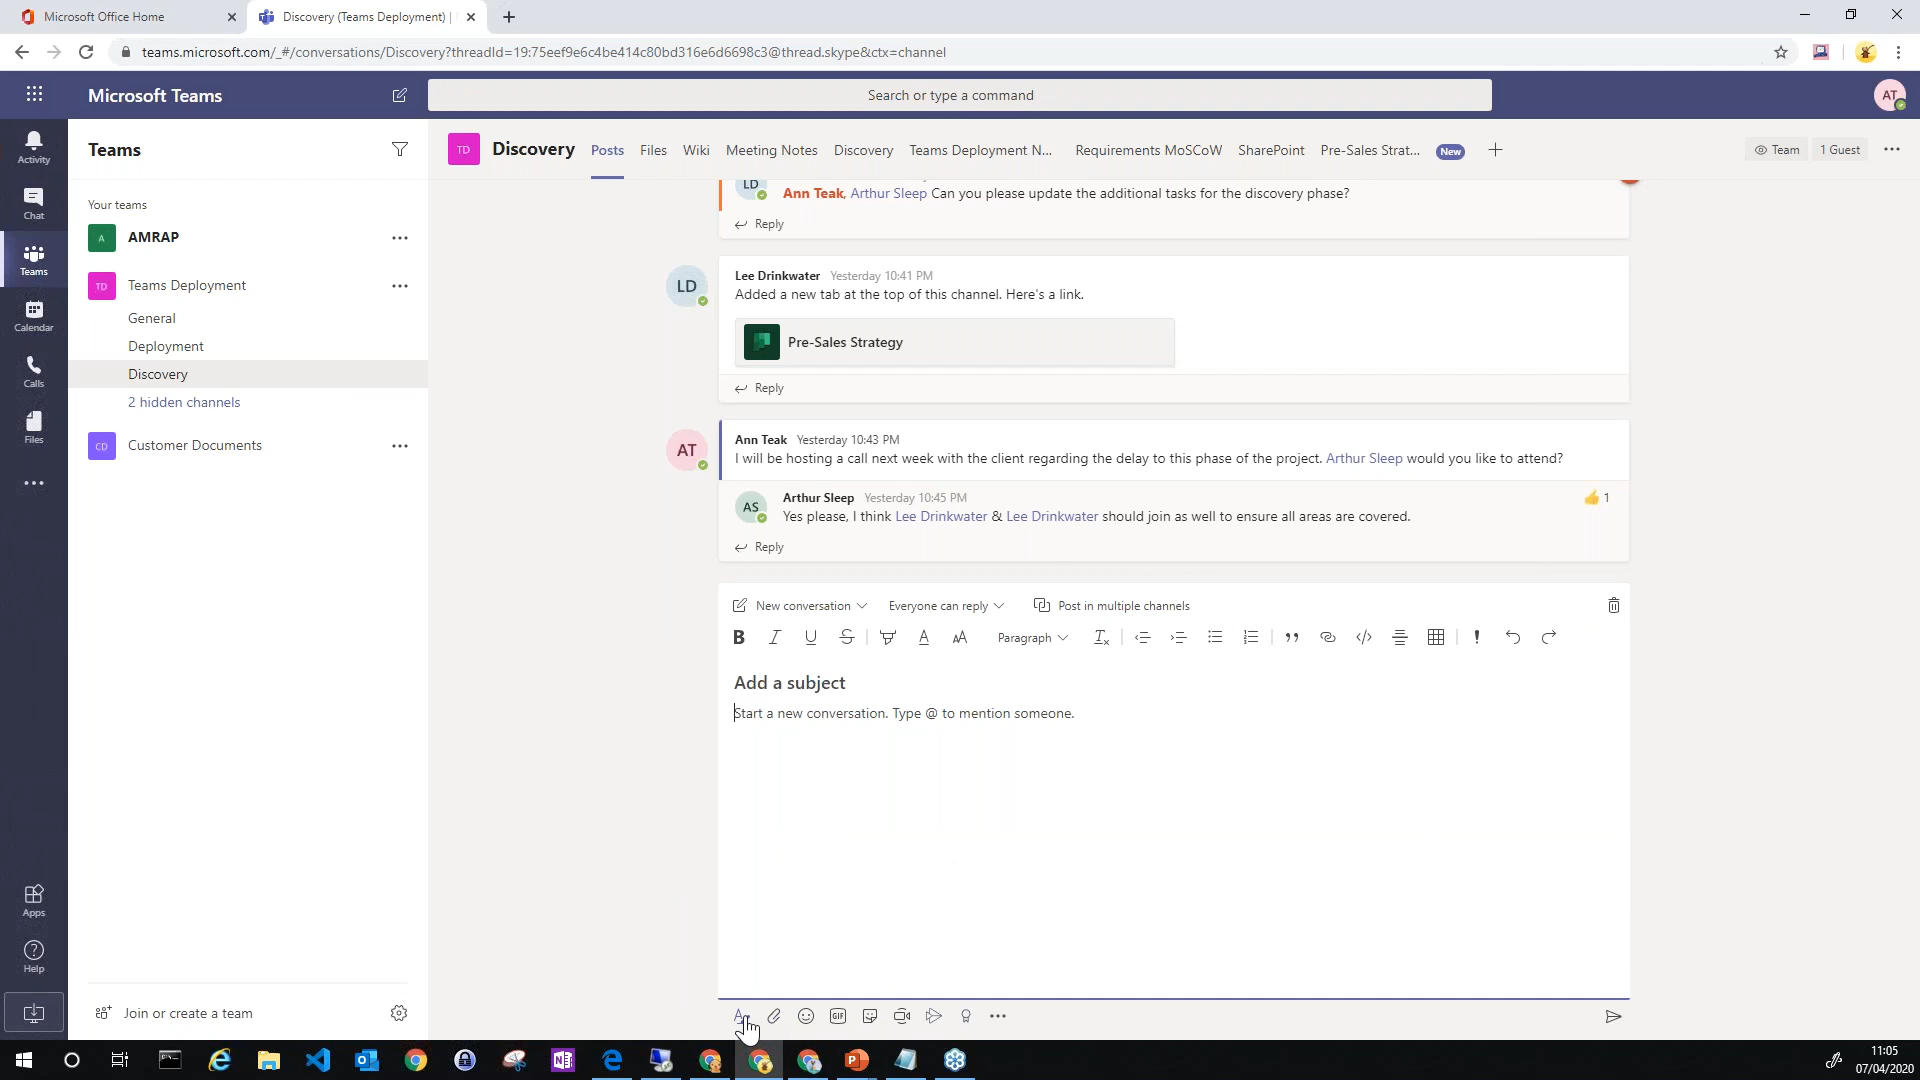 Microsoft Office Home
Discovery (Teams Deployment) |
teams.microsoft.com/_#/conversations/Discovery?threadId=19:75eef9e6c4be414c80bd316e6d6698c3@thread.skype&ctx=channel
Microsoft Teams
Search or type a command
AT
Activity
Chat
Teams
Calendar
Calls
Files
Apps
Help
Teams
Your teams
A
AMRAP
TD
Teams Deployment
General
Deployment
Discovery
2 hidden channels
CD
Customer Documents
Join or create a team
TD
Discovery
Posts
Files
Wiki
Meeting Notes
Discovery
Teams Deployment N...
Requirements MoSCoW
SharePoint
Pre-Sales Strat...
New
Team
1 Guest
LD
Ann Teak, Arthur Sleep Can you please update the additional tasks for the discovery phase?
Reply
LD
Lee Drinkwater Yesterday 10:41 PM
Added a new tab at the top of this channel. Here's a link.
Pre-Sales Strategy
Reply
AT
Ann Teak Yesterday 10:43 PM
I will be hosting a call next week with the client regarding the delay to this phase of the project. Arthur Sleep would you like to attend?
AS
Arthur Sleep Yesterday 10:45 PM
1
Yes please, I think Lee Drinkwater & Lee Drinkwater should join as well to ensure all areas are covered.
Reply
New conversation
Everyone can reply
Post in multiple channels
Paragraph
Add a subject
Start a new conversation. Type @ to mention someone.
GIF
11:05
07/04/2020